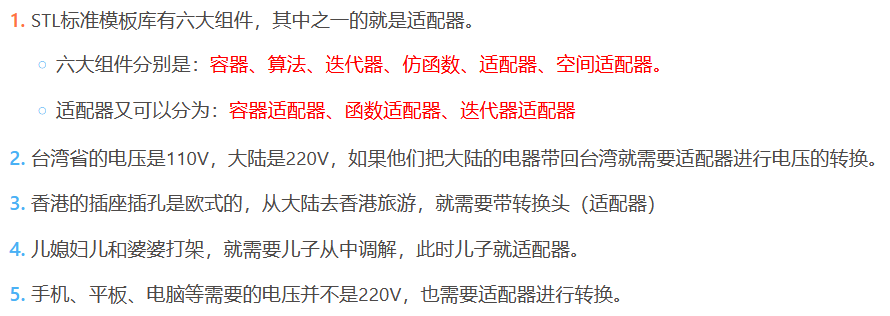 1. STL标准模板库有六大组件，其中之一的就是适配器。
六大组件分别是：容器、算法、迭代器、仿函数、适配器、空间适配器。
适配器又可以分为：容器适配器、函数适配器、迭代器适配器
2. 台湾省的电压是110V，大陆是220V，如果他们把大陆的电器带回台湾就需要适配器进行电压的转换。
3. 香港的插座插孔是欧式的，从大陆去香港旅游，就需要带转换头（适配器）
4. 儿媳妇儿和婆婆打架，就需要儿子从中调解，此时儿子就适配器。
5. 手机、平板、电脑等需要的电压并不是220V，也需要适配器进行转换。